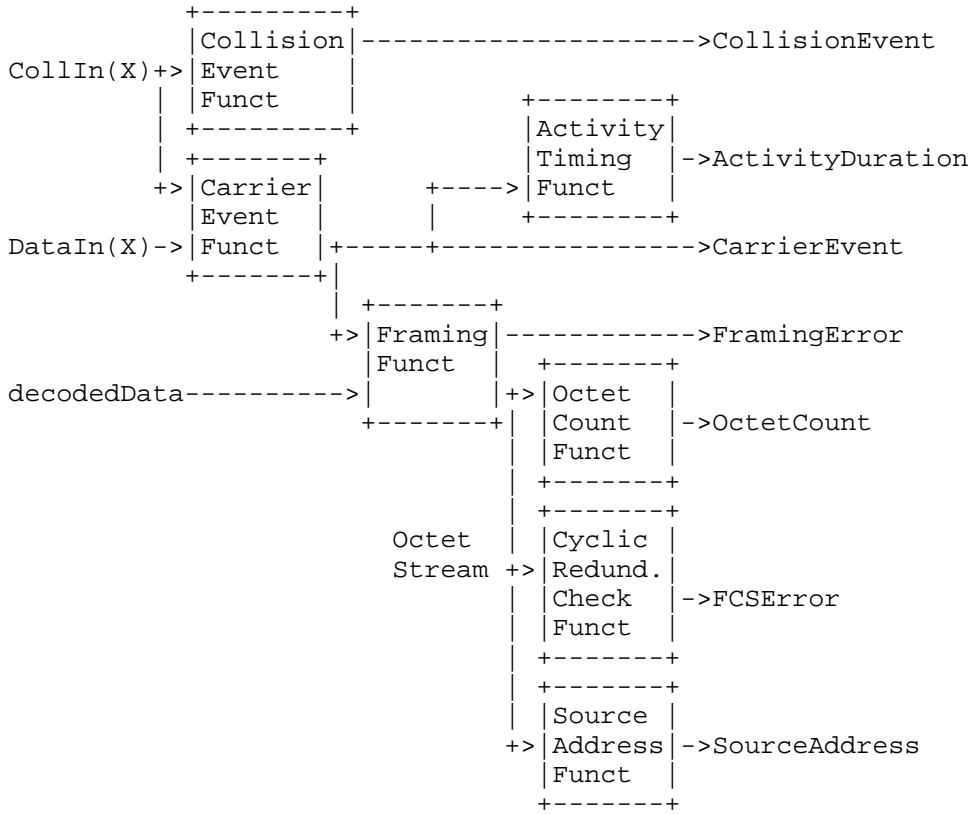 +---------+
|Collision|--------------------->CollisionEvent
CollIn(X)+>|Event    |
| |Funct    |          +--------+
| +---------+          |Activity|
| +-------+            |Timing  |->ActivityDuration
+>|Carrier|      +---->|Funct   |
|Event  |      |     +--------+
DataIn(X)->|Funct  |+-----+---------------->CarrierEvent
+-------+|
| +-------+
+>|Framing|------------>FramingError
|Funct  |  +-------+
decodedData---------->|       |+>|Octet  |
+-------+| |Count  |->OctetCount
| |Funct  |
| +-------+
| +-------+
Octet  | |Cyclic |
Stream +>|Redund.|
| |Check  |->FCSError
| |Funct  |
| +-------+
| +-------+
| |Source |
+>|Address|->SourceAddress
|Funct  |
+-------+